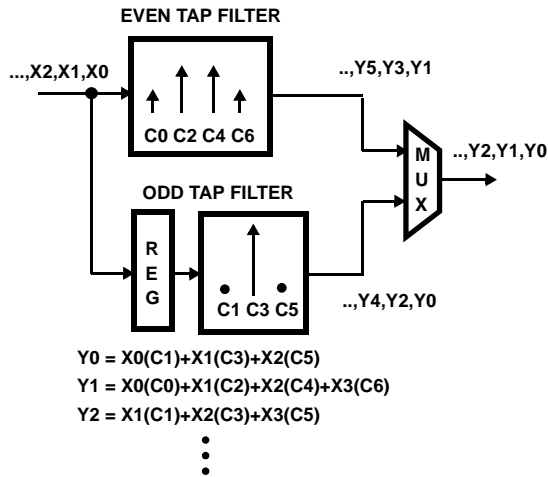 EVEN TAP FILTER
...,X2,X1,X0
C0 C2 C4 C6
..,Y5,Y3,Y1
MUX
..,Y2,Y1,Y0
ODD TAP FILTER
REG
C1 C3 C5
..,Y4,Y2,Y0
Y0 = X0(C1)+X1(C3)+X2(C5)
Y1 = X0(C0)+X1(C2)+X2(C4)+X3(C6)
Y2 = X1(C1)+X2(C3)+X3(C5)